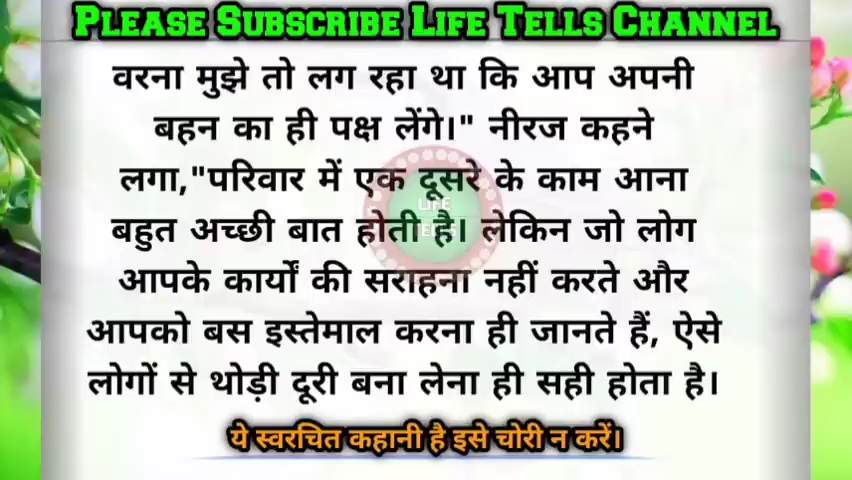 PLEASE SUBSCRIBE LIFE TELLS CHANNEL
वरना मुझे तो लग रहा था कि आप अपनी
बहन का ही पक्ष लेंगे।" नीरज कहने
लगा,"परिवार में एक दूसरे के काम आना
बहुत अच्छी बात होती है। लेकिन जो लोग
आपके कार्यों की सराहना नहीं करते और
आपको बस इस्तेमाल करना ही जानते हैं, ऐसे
लोगों से थोड़ी दूरी बना लेना ही सही होता है।
ये स्वरचित कहानी है इसे चोरी न करें।
LIFE
TELLS